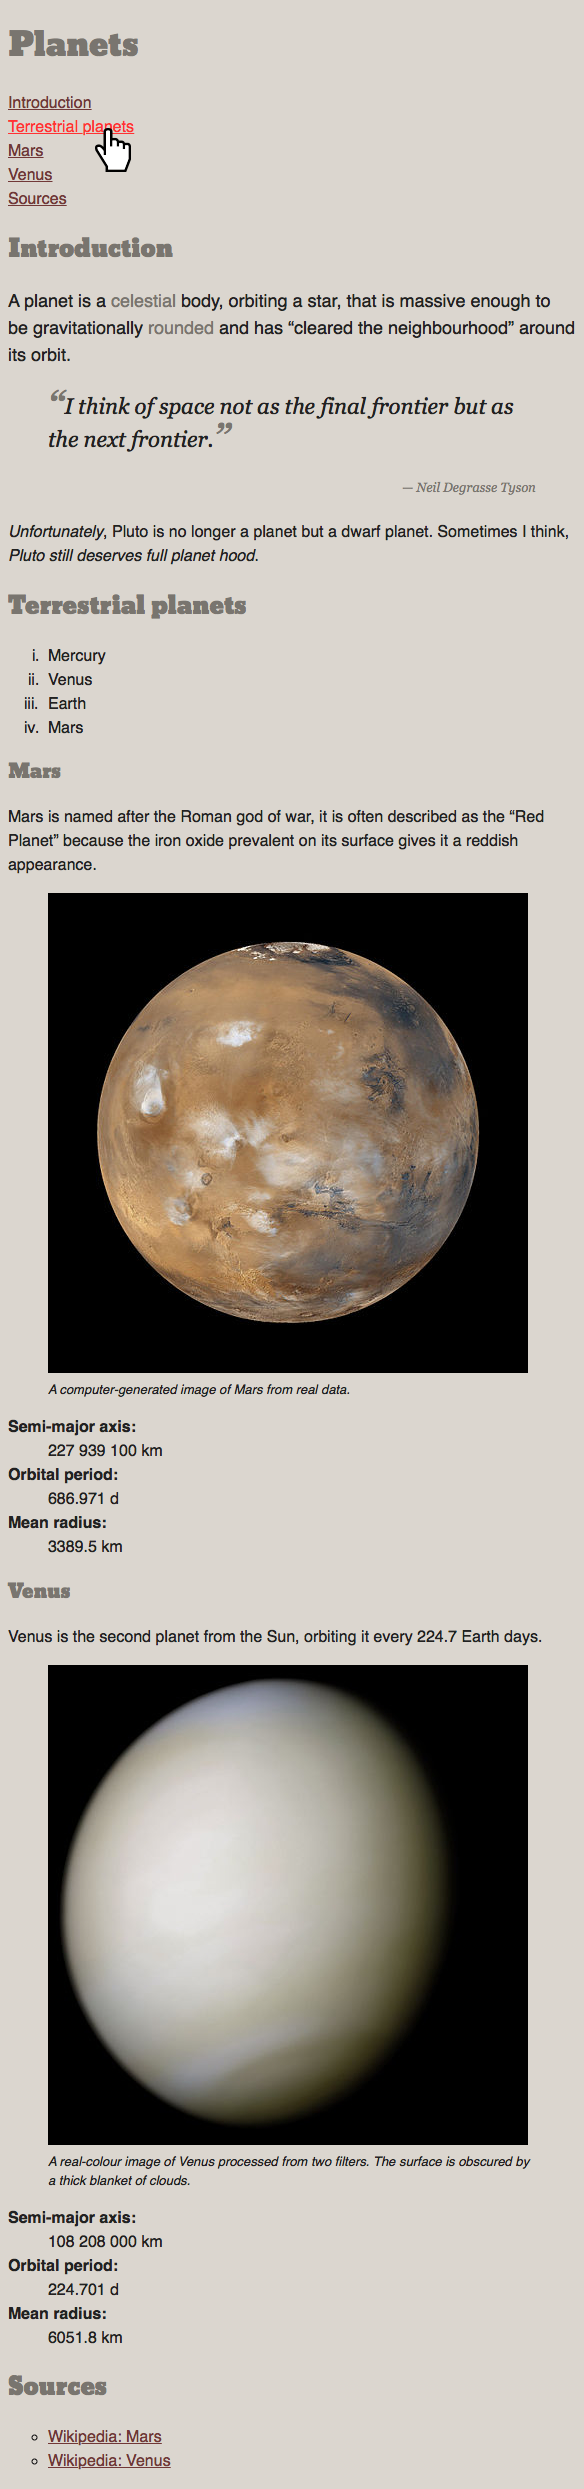 Planets
Introduction
Terrestrial planets
Mars
Venus
Sources
Introduction
A planet is a celestial body, orbiting a star, that is massive enough to
be gravitationally rounded and has “cleared the neighbourhood” around
its orbit.
“I think of space not as the final frontier but as
the next frontier.”
— Neil Degrasse Tyson
Unfortunately, Pluto is no longer a planet but a dwarf planet. Sometimes I think,
Pluto still deserves full planet hood.
Terrestrial planets
i. Mercury
ii. Venus
iii. Earth
iv. Mars
Mars
Mars is named after the Roman god of war, it is often described as the “Red
Planet” because the iron oxide prevalent on its surface gives it a reddish
appearance.
A computer-generated image of Mars from real data.
Semi-major axis:
227 939 100 km
Orbital period:
686.971 d
Mean radius:
3389.5 km
Venus
Venus is the second planet from the Sun, orbiting it every 224.7 Earth days.
A real-colour image of Venus processed from two filters. The surface is obscured by
a thick blanket of clouds.
Semi-major axis:
108 208 000 km
Orbital period:
224.701 d
Mean radius:
6051.8 km
Sources
Wikipedia: Mars
Wikipedia: Venus